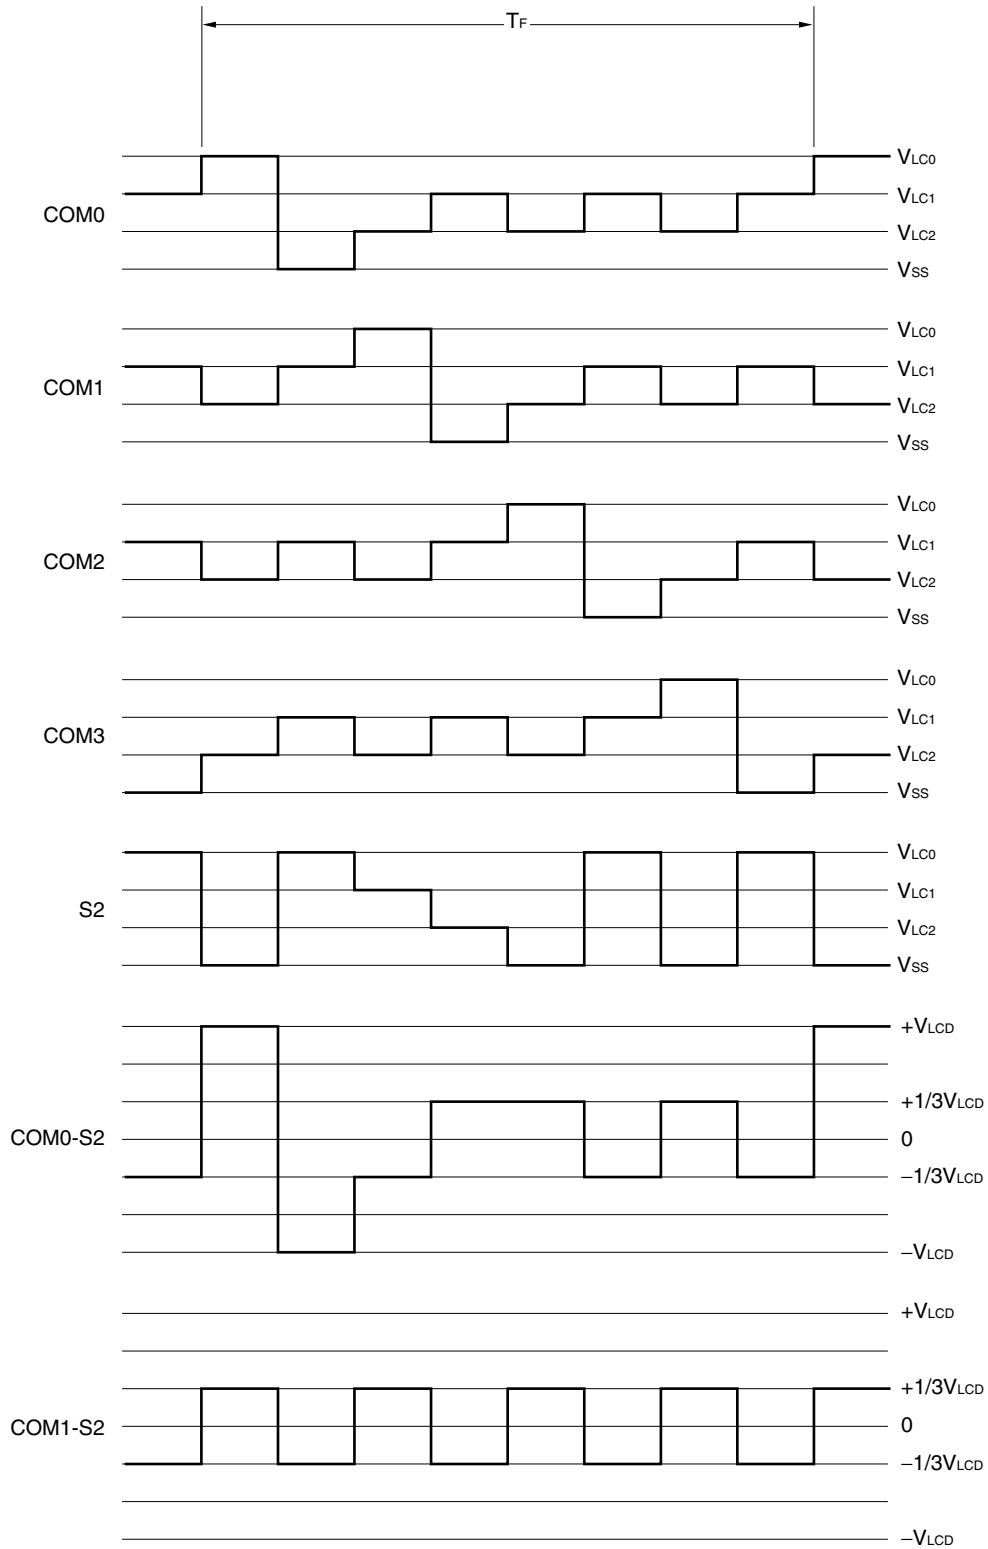 TF
COM0
VLC0
VLC1
VLC2
VSS
COM1
VLC0
VLC1
VLC2
VSS
COM2
VLC0
VLC1
VLC2
VSS
COM3
VLC0
VLC1
VLC2
VSS
S2
VLC0
VLC1
VLC2
VSS
COM0-S2
+VLCD
+1/3VLCD
0
−1/3VLCD
−VLCD
COM1-S2
+VLCD
+1/3VLCD
0
−1/3VLCD
−VLCD